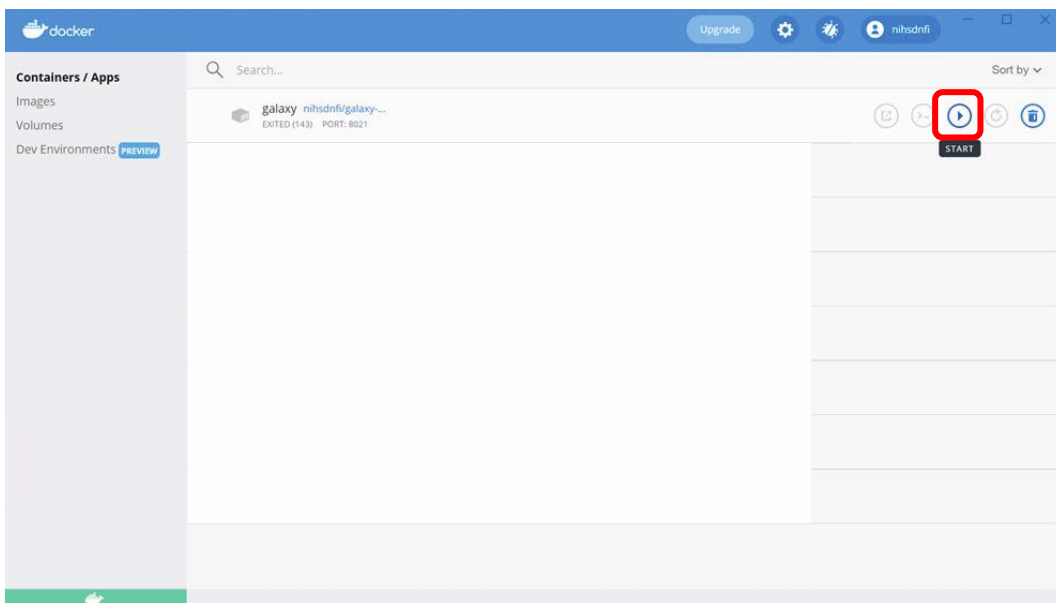 docker
Upgrade
nihsdnfi
Containers / Apps
Images
Volumes
Dev Environments PREVIEW
Search...
Sort by
galaxy nihsdnfi/galaxy-...
EXITED (143) PORT: 8021
START